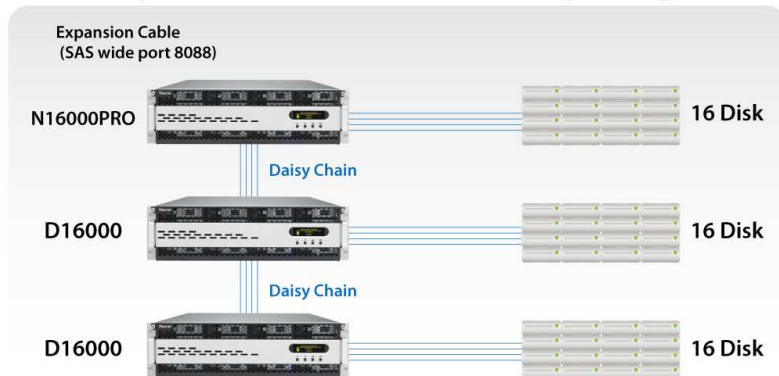 Expansion Cable
(SAS wide port 8088)
N16000PRO
16 Disk
Daisy Chain
D16000
16 Disk
Daisy Chain
D16000
16 Disk